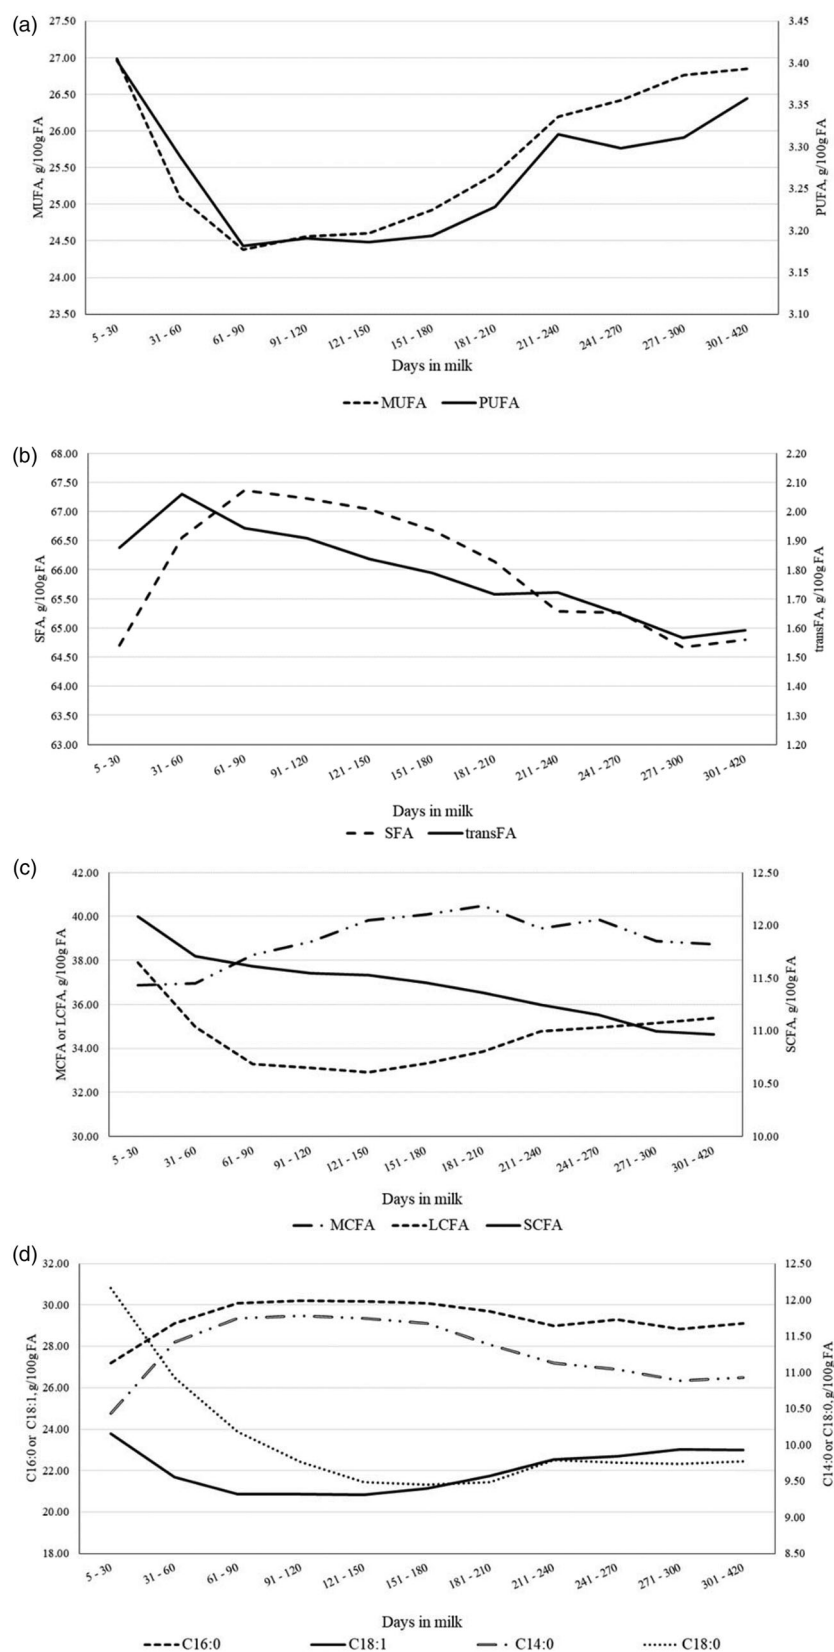 (a)
27.50
27.00
26.50
26.00
25.50
25.00
24.50
24.00
23.50
MUFA, g/100g FA
3.45
3.40
3.35
3.30
3.25
3.20
3.15
3.10
PUFA, g/100g FA
5 - 30
31 - 60
61 - 90
91 - 120
121 - 150
151 - 180
181 - 210
211 - 240
241 - 270
271 - 300
301 - 420
Days in milk
MUFA PUFA
(b)
68.00
67.50
67.00
66.50
66.00
65.50
65.00
64.50
64.00
63.50
63.00
SFA, g/100g FA
2.20
2.10
2.00
1.90
1.80
1.70
1.60
1.50
1.40
1.30
1.20
transFA, g/100g FA
5 - 30
31 - 60
61 - 90
91 - 120
121 - 150
151 - 180
181 - 210
211 - 240
241 - 270
271 - 300
301 - 420
Days in milk
SFA transFA
(c)
42.00
40.00
38.00
36.00
34.00
32.00
30.00
MCFA or LCFA, g/100g FA
12.50
12.00
11.50
11.00
10.50
10.00
SCFA, g/100g FA
5 - 30
31 - 60
61 - 90
91 - 120
121 - 150
151 - 180
181 - 210
211 - 240
241 - 270
271 - 300
301 - 420
Days in milk
MCFA LCFA SCFA
(d)
32.00
30.00
28.00
26.00
24.00
22.00
20.00
18.00
C16:0 or C18:1, g/100g FA
12.50
12.00
11.50
11.00
10.50
10.00
9.50
9.00
8.50
C14:0 or C18:0, g/100g FA
5 - 30
31 - 60
61 - 90
91 - 120
121 - 150
151 - 180
181 - 210
211 - 240
241 - 270
271 - 300
301 - 420
Days in milk
C16:0 C18:1 C14:0 C18:0